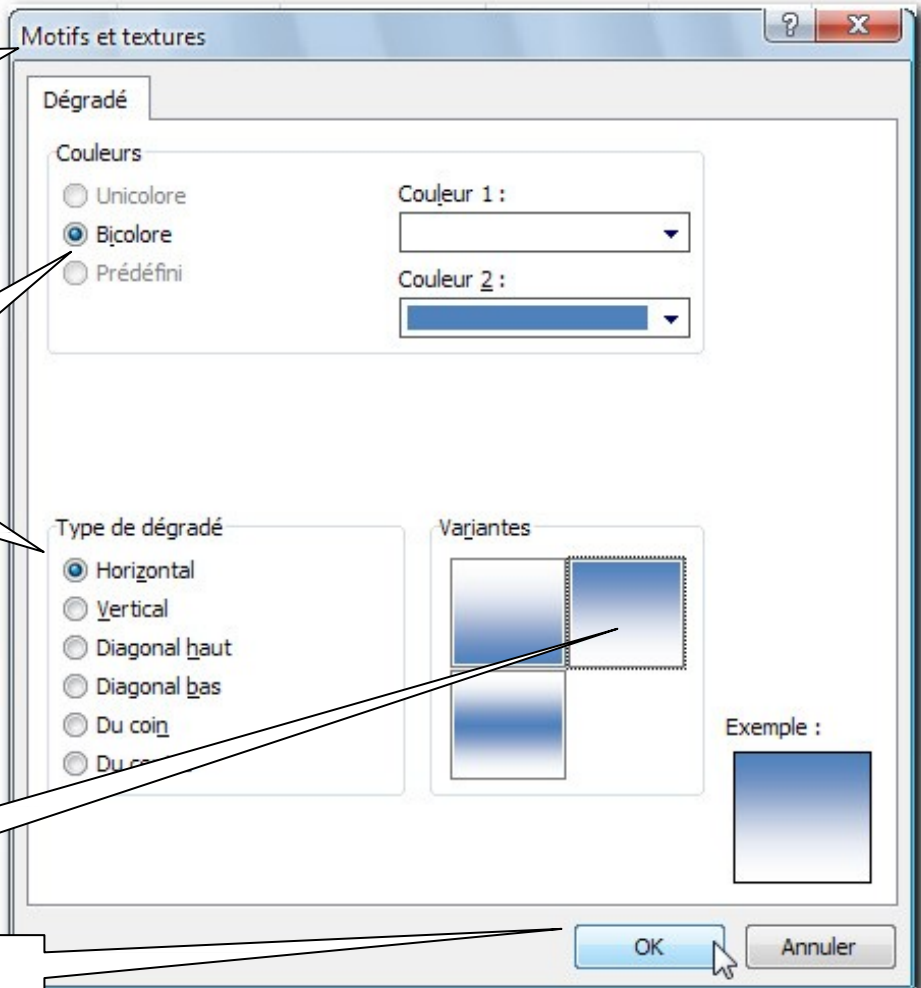 Motifs et textures
Dégradé
Couleurs
Unicolore
Bicolore
Prédéfini
Couleur 1 :
Couleur 2 :
Type de dégradé
Horizontal
Vertical
Diagonal haut
Diagonal bas
Du coin
Du
Variantes
Exemple :
OK
Annuler